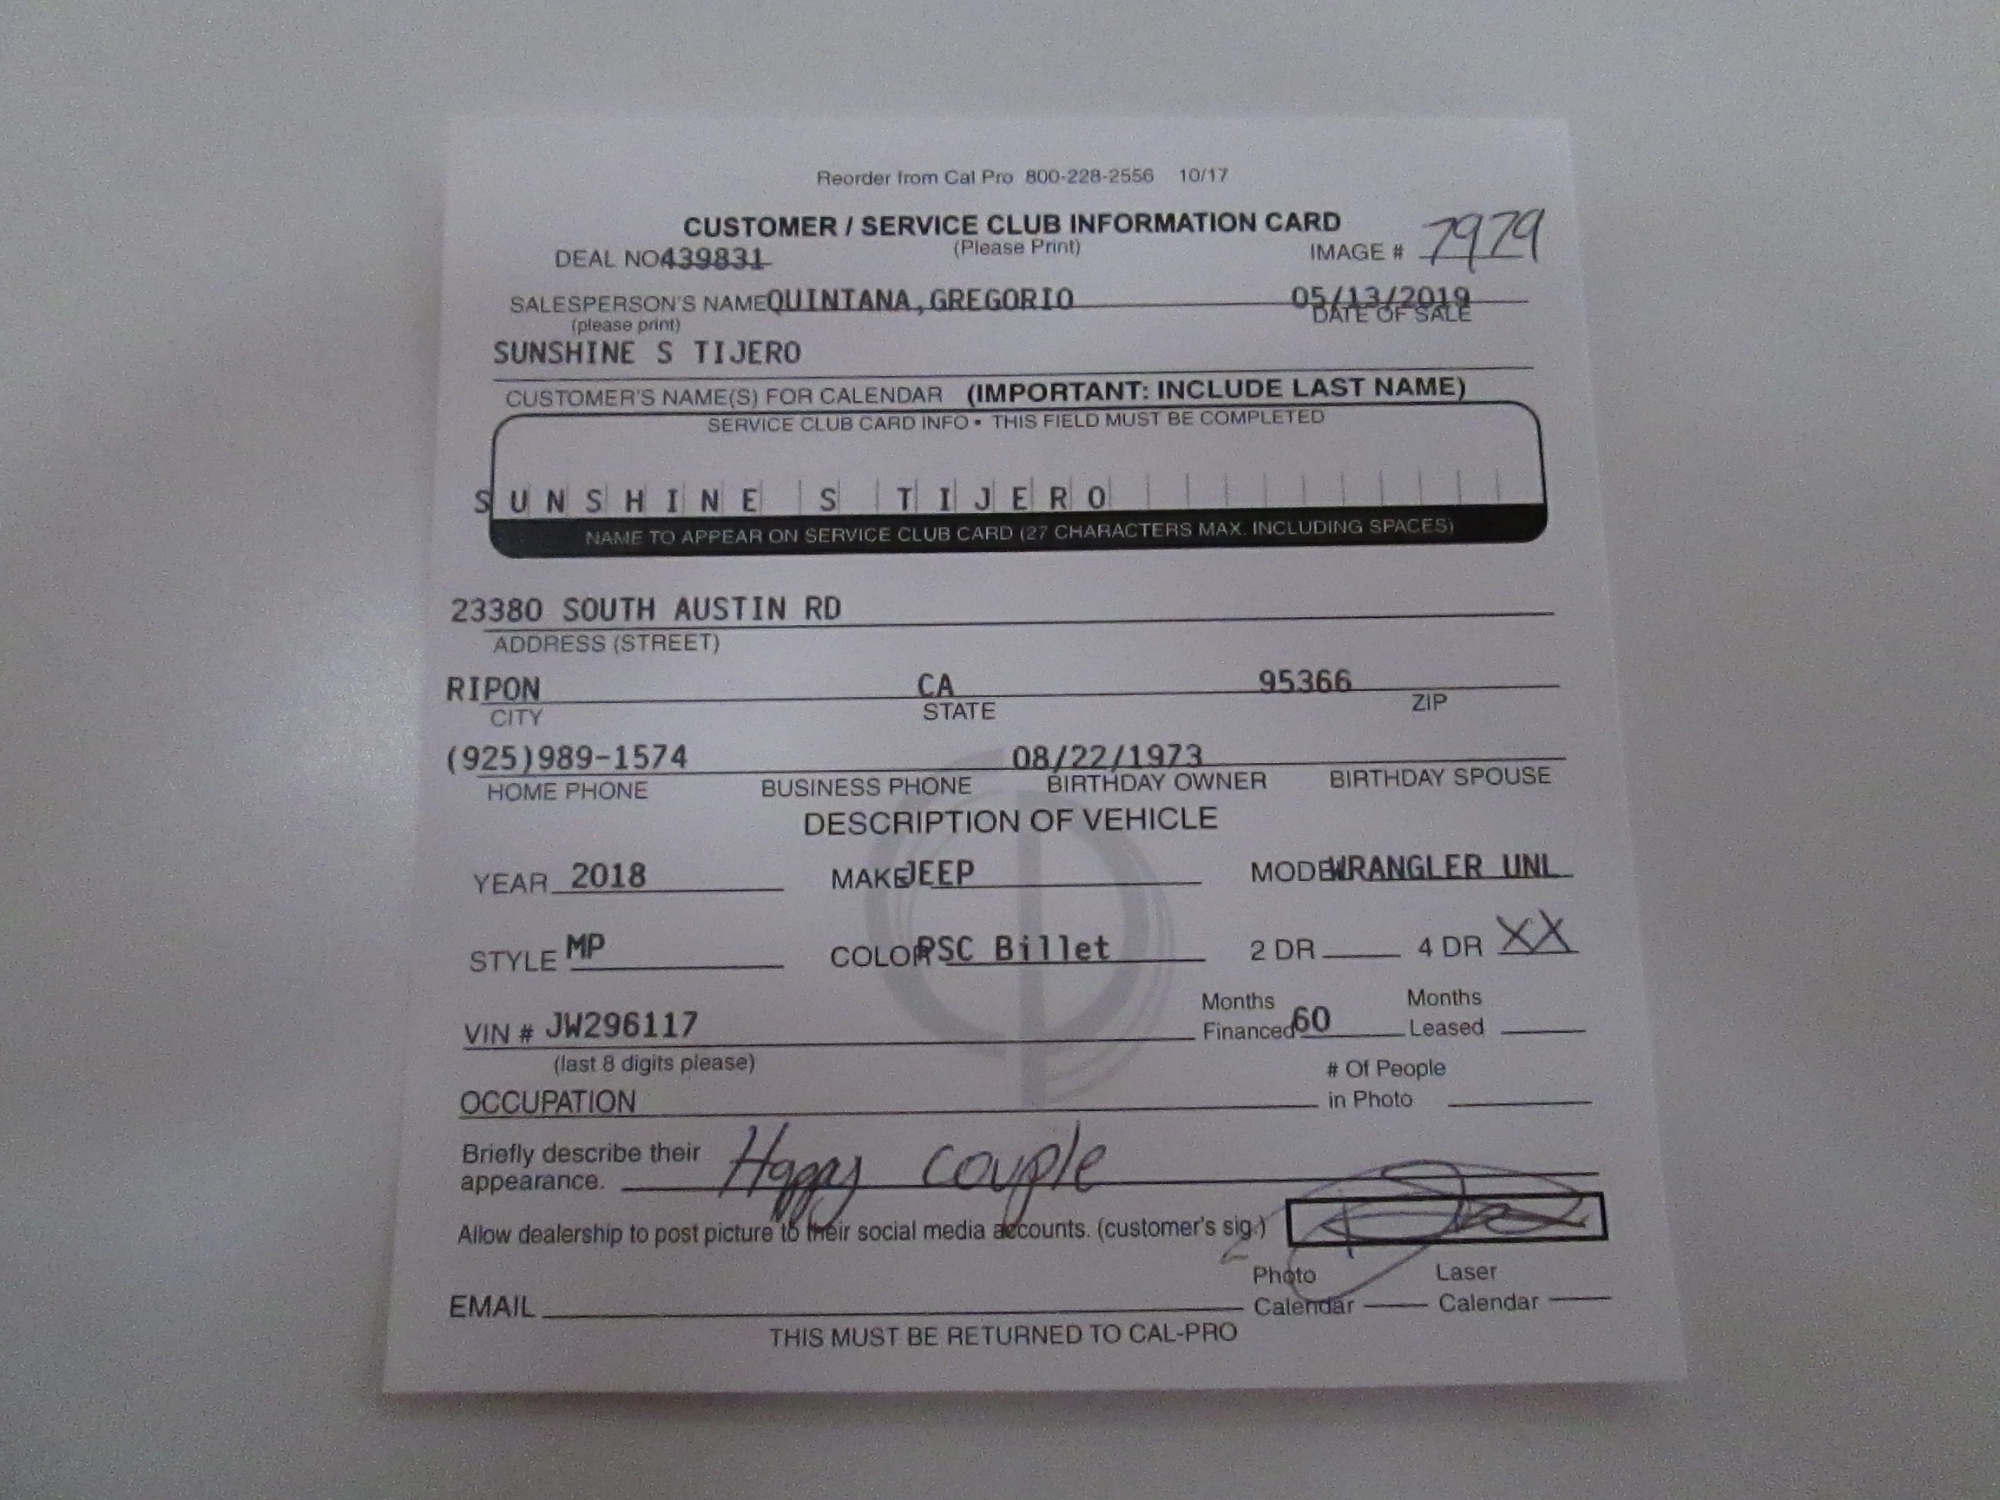 Reorder from Cal Pro 800-228-2556 10/17
CUSTOMER / SERVICE CLUB INFORMATION CARD
(Please Print)
DEAL NO 439831 IMAGE # 7979
SALESPERSON'S NAME QUINTANA,GREGORIO 05/13/2019
(please print) DATE OF SALE
SUNSHINE S TIJERO
CUSTOMER'S NAME(S) FOR CALENDAR (IMPORTANT: INCLUDE LAST NAME)
SERVICE CLUB CARD INFO • THIS FIELD MUST BE COMPLETED
SUNSHINE S TIJERO
NAME TO APPEAR ON SERVICE CLUB CARD (27 CHARACTERS MAX. INCLUDING SPACES)
23380 SOUTH AUSTIN RD
ADDRESS (STREET)
RIPON CA 95366
CITY STATE ZIP
(925)989-1574 08/22/1973
HOME PHONE BUSINESS PHONE BIRTHDAY OWNER BIRTHDAY SPOUSE
DESCRIPTION OF VEHICLE
YEAR 2018 MAKE JEEP MODEL WRANGLER UNL
STYLE MP COLOR PSC Billet 2 DR 4 DR XX
Months Months
VIN # JW296117 Financed 60 Leased
(last 8 digits please)
# Of People
OCCUPATION in Photo
Briefly describe their
appearance. Happy couple
Allow dealership to post picture to their social media accounts. (customer's sig.)
Photo Laser
EMAIL Calendar Calendar
THIS MUST BE RETURNED TO CAL-PRO